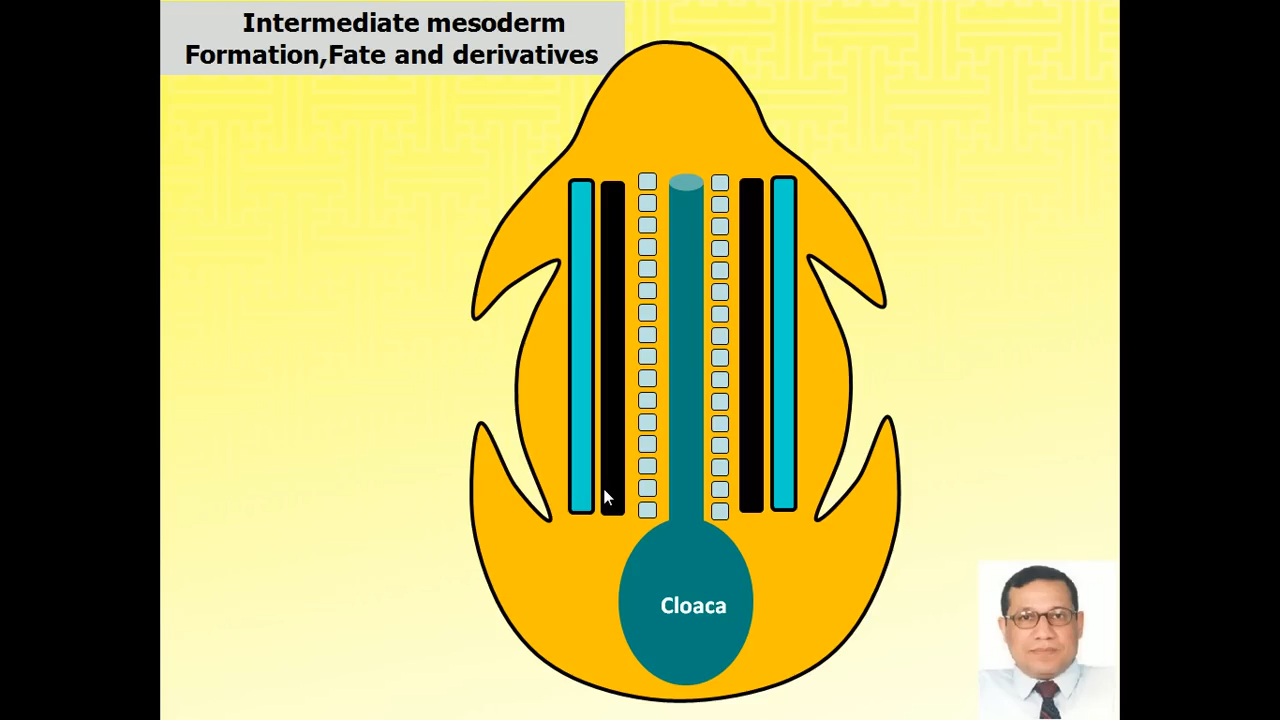 Intermediate mesoderm
Formation,Fate and derivatives
Cloaca